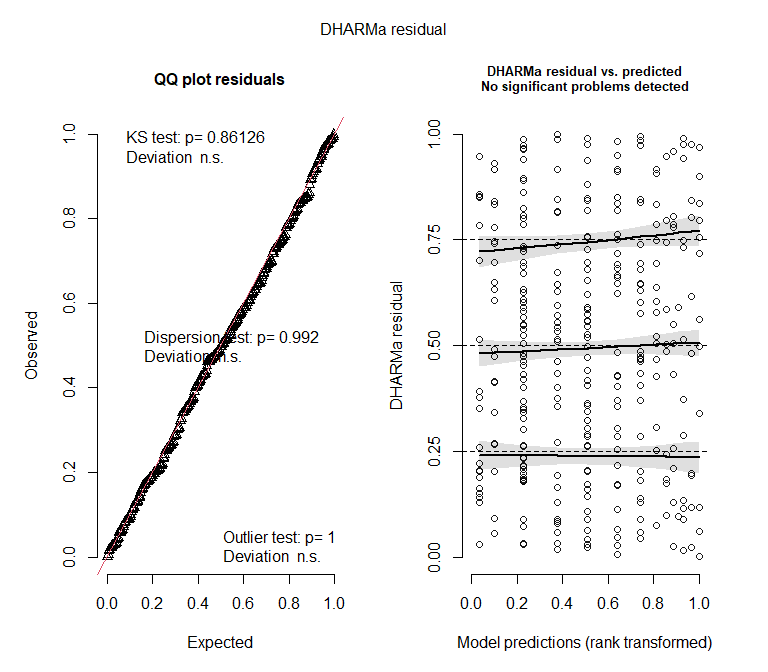 DHARMa residual
QQ plot residuals
KS test: p= 0.86126
Deviation n.s.
Dispersion test: p= 0.992
Deviation n.s.
Outlier test: p= 1
Deviation n.s.
Observed
0.0 0.2 0.4 0.6 0.8 1.0
0.0 0.2 0.4 0.6 0.8 1.0
Expected
DHARMa residual vs. predicted
No significant problems detected
DHARMa residual
0.00 0.25 0.50 0.75 1.00
0.0 0.2 0.4 0.6 0.8 1.0
Model predictions (rank transformed)